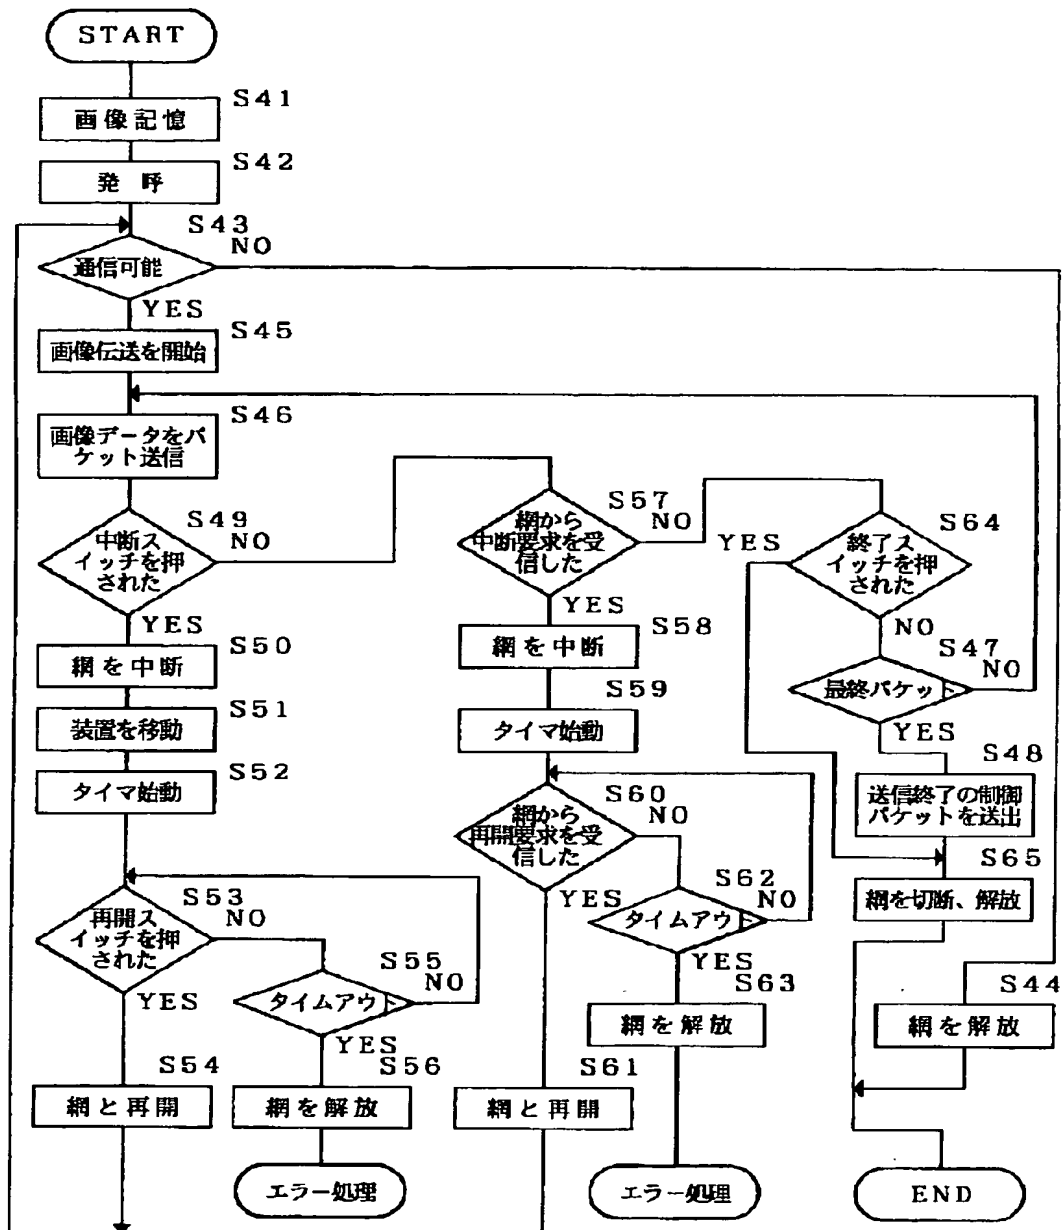 START
S41
画像記憶
S42
発呼
S43
通信可能
NO
YES
S45
画像伝送を開始
S46
画像データをパ
ケット送信
S49
中断ス
イッチを押
された
NO
YES
S50
網を中断
S51
装置を移動
S52
タイマ始動
S53
再開ス
イッチを押
された
NO
YES
S54
網と再開
S55
タイムアウト
NO
YES
S56
網を解放
エラー処理
S57
網から
中断要求を受
信した
NO
YES
S58
網を中断
S59
タイマ始動
S60
網から
再開要求を受
信した
NO
YES
S61
網と再開
S62
タイムアウト
NO
YES
S63
網を解放
エラー処理
S64
終了ス
イッチを押
された
YES
NO
S47
最終パケット
NO
YES
S48
送信終了の制御
パケットを送出
S65
網を切断、解放
S44
網を解放
END